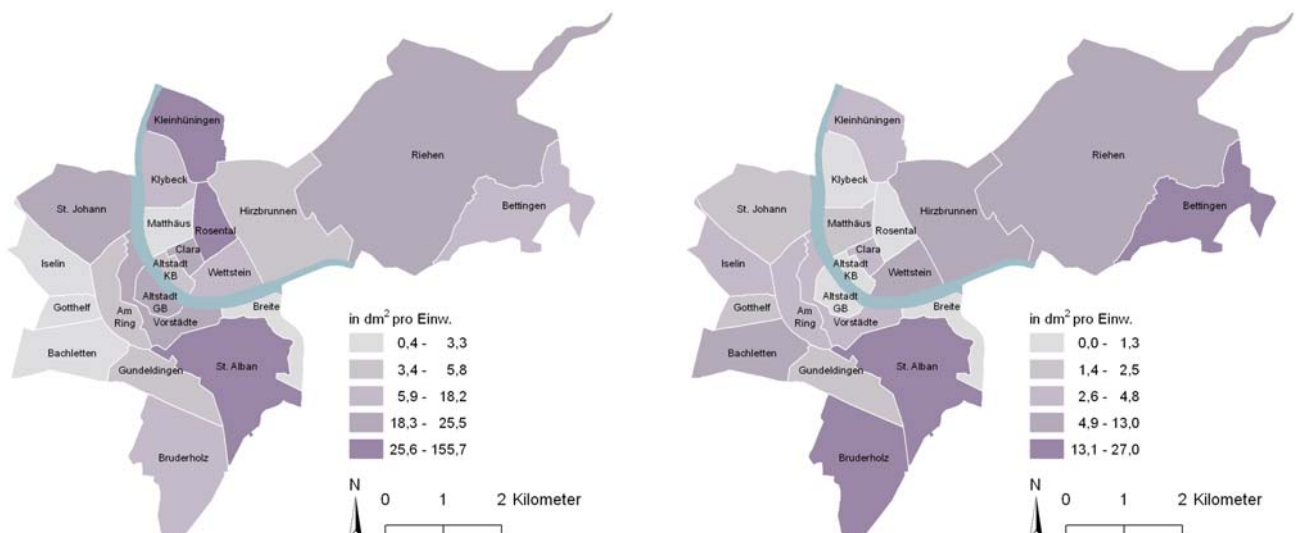 Kleinhüningen
Klybeck
Riehen
St. Johann
Hirzbrunnen
Bettingen
Matthäus
Rosental
Clara
Iselin
Altstadt
KB
Wettstein
Altstadt
GB
Gotthelf
Am
Ring
Vorstädte
Breite
Bachletten
Gundeldingen
St. Alban
Bruderholz
in dm² pro Einw.
0,4 - 3,3
3,4 - 5,8
5,9 - 18,2
18,3 - 25,5
25,6 - 155,7
N
0 1 2 Kilometer
Kleinhüningen
Klybeck
Riehen
St. Johann
Hirzbrunnen
Bettingen
Matthäus
Rosental
Clara
Iselin
Altstadt
KB
Wettstein
Altstadt
GB
Gotthelf
Am
Ring
Vorstädte
Breite
Bachletten
Gundeldingen
St. Alban
Bruderholz
in dm² pro Einw.
0,0 - 1,3
1,4 - 2,5
2,6 - 4,8
4,9 - 13,0
13,1 - 27,0
N
0 1 2 Kilometer